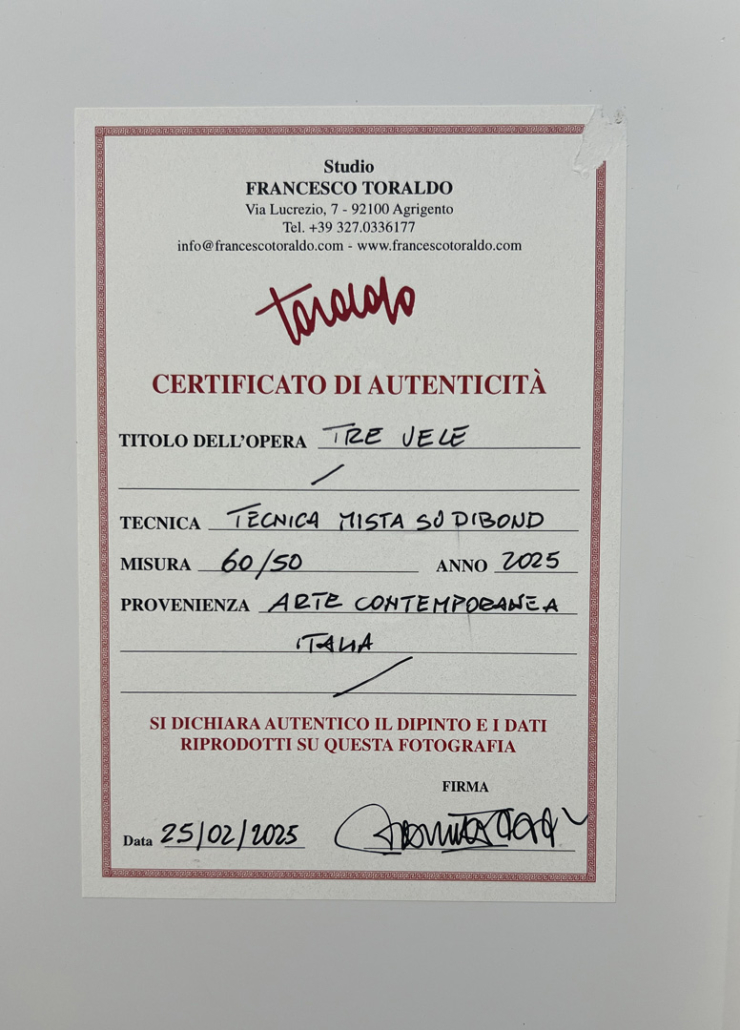 Studio
FRANCESCO TORALDO
Via Lucrezio, 7 - 92100 Agrigento
Tel. +39 327.0336177
info@francescotoraldo.com - www.francescotoraldo.com
toraldo
CERTIFICATO DI AUTENTICITÀ
TITOLO DELL'OPERA TRE VELE
/
TECNICA TECNICA MISTA SU DIBOND
MISURA 60/50 ANNO 2025
PROVENIENZA ARTE CONTEMPORANEA
ITALIA
/
SI DICHIARA AUTENTICO IL DIPINTO E I DATI
RIPRODOTTI SU QUESTA FOTOGRAFIA
FIRMA
Data 25/02/2025